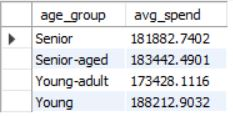 age_group avg_spend
Senior 181882.7402
Senior-aged 183442.4901
Young-adult 173428.1116
Young 188212.9032